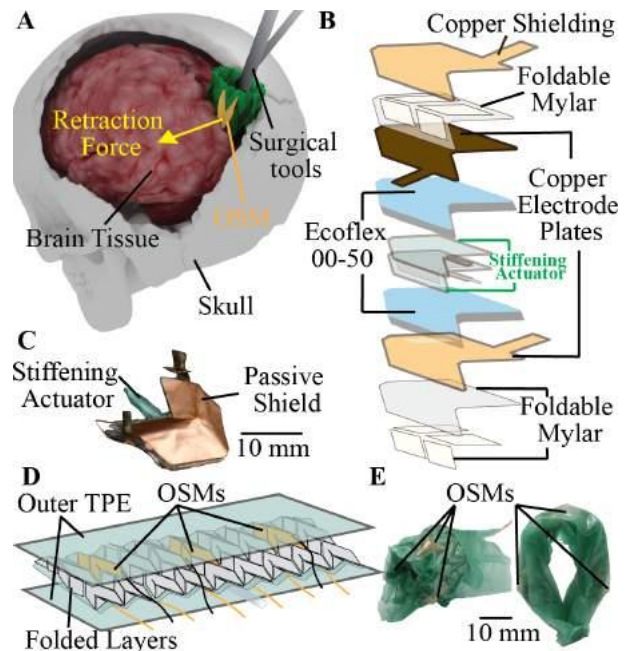 A
Retraction
Force
Surgical
tools
OSM
Brain Tissue
Skull
B
Copper Shielding
Foldable
Mylar
Copper
Electrode
Plates
Ecoflex
00-50
Stiffening
Actuator
Foldable
Mylar
C
Stiffening
Actuator
Passive
Shield
10 mm
D
Outer TPE
OSMs
Folded Layers
E
OSMs
10 mm